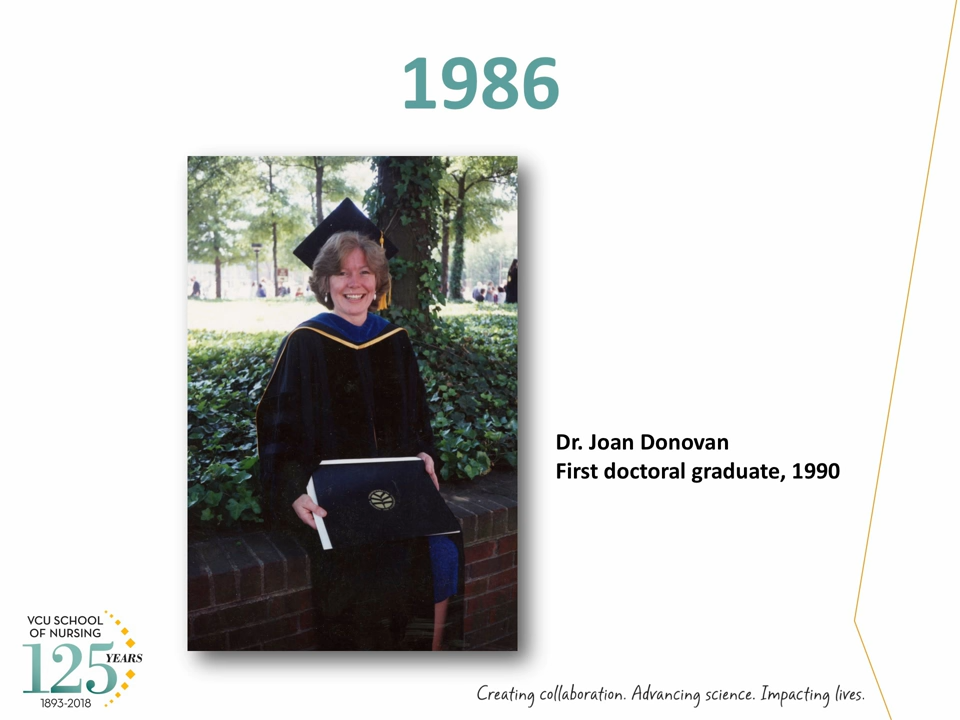 1986
Dr. Joan Donovan
First doctoral graduate, 1990
VCU SCHOOL
OF NURSING
125 YEARS
1893-2018
Creating collaboration. Advancing science. Impacting lives.